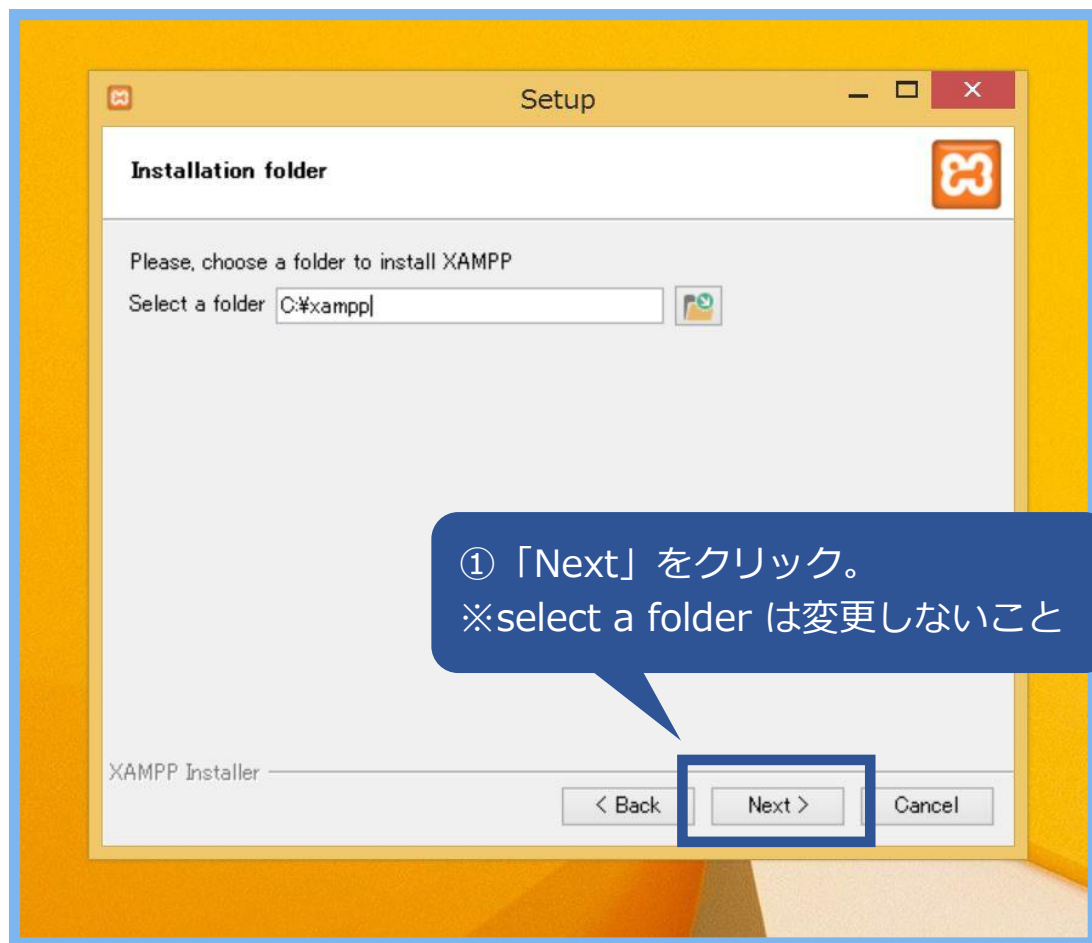 Setup
Installation folder
Please, choose a folder to install XAMPP
Select a folder C:¥xampp
①「Next」をクリック。
※select a folder は変更しないこと
XAMPP Installer
< Back Next > Cancel